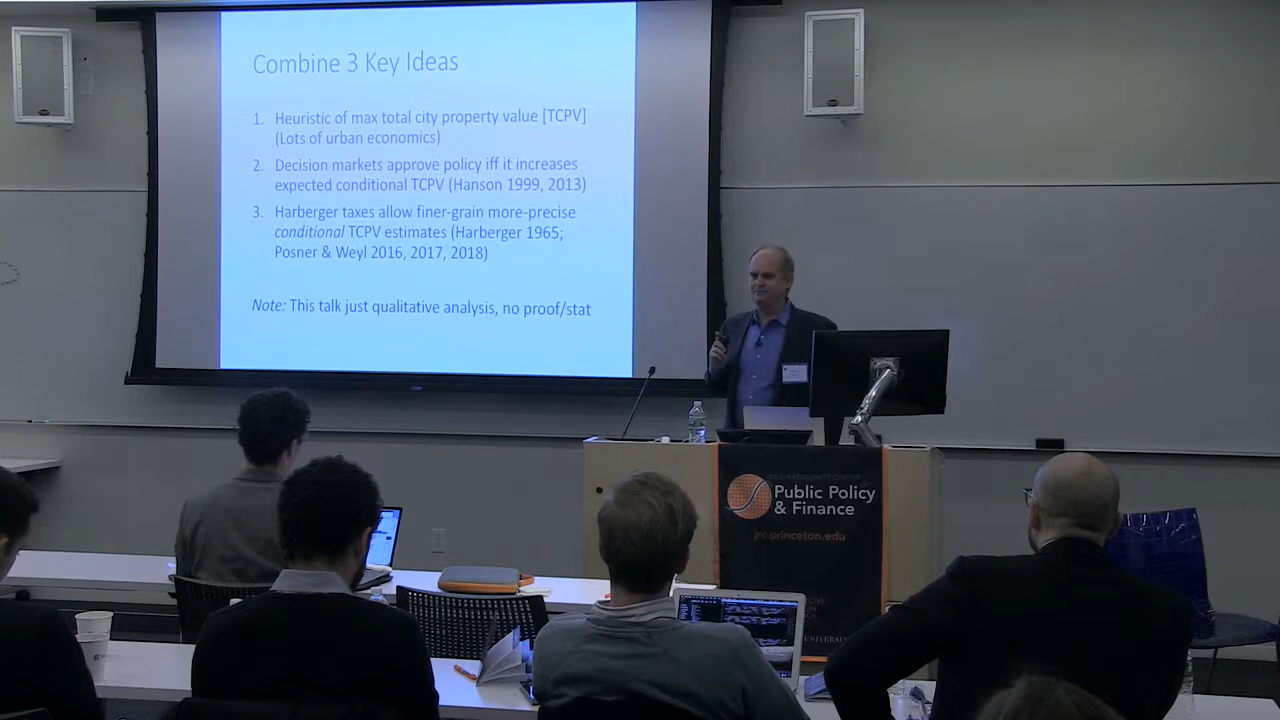 Combine 3 Key Ideas
1. Heuristic of max total city property value [TCPV]
(Lots of urban economics)
2. Decision markets approve policy iff it increases
expected conditional TCPV (Hanson 1999, 2013)
3. Harberger taxes allow finer-grain more-precise
conditional TCPV estimates (Harberger 1965;
Posner & Weyl 2016, 2017, 2018)
Note: This talk just qualitative analysis, no proof/stat
Public Policy
& Finance
jrc.princeton.edu